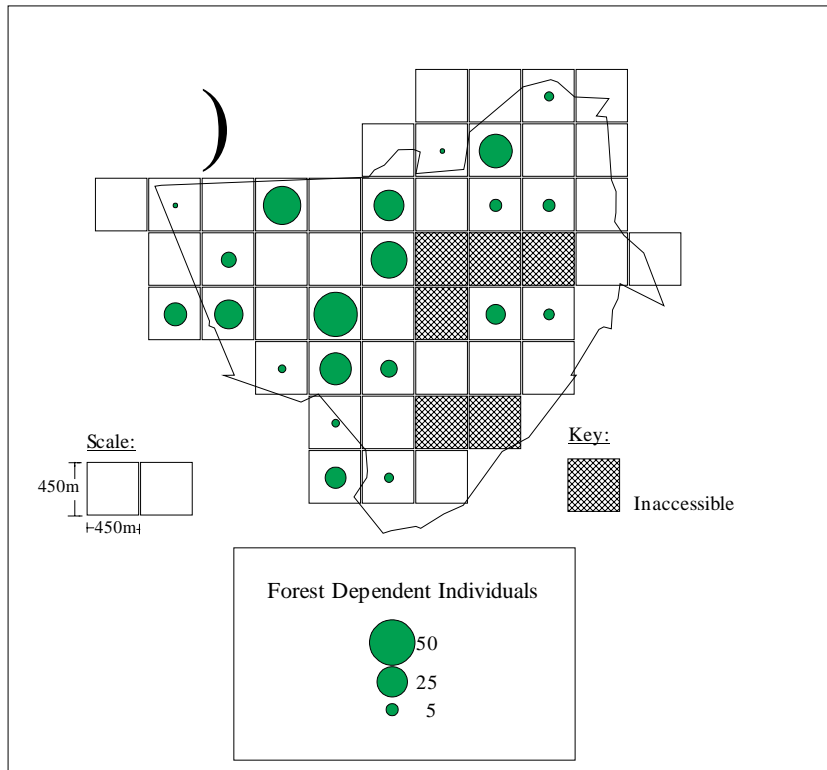 )
Scale:
450m
450m
Key:
Inaccessible
Forest Dependent Individuals
50
25
5